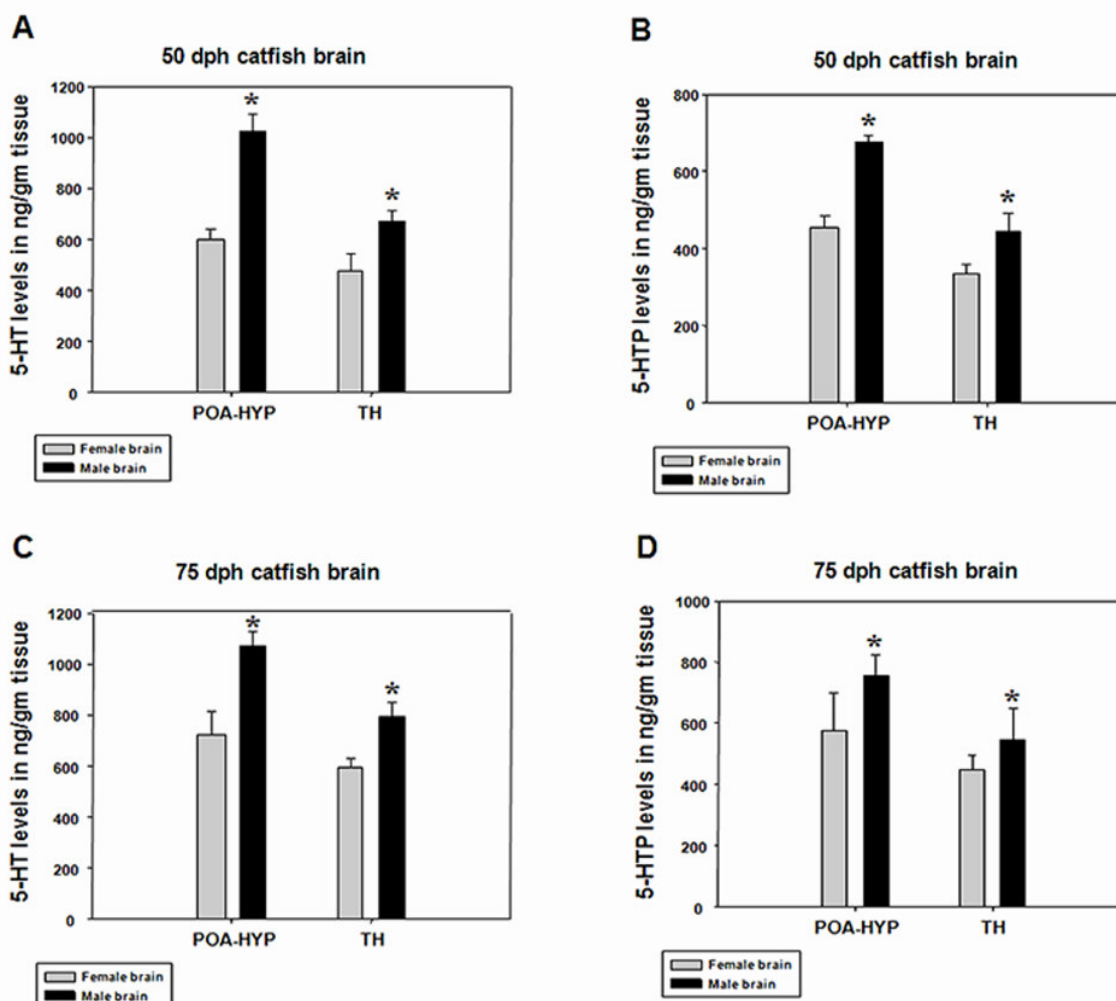 A
50 dph catfish brain
5-HT levels in ng/gm tissue
1200
1000
800
600
400
200
0
*
*
POA-HYP TH
Female brain
Male brain
B
50 dph catfish brain
5-HTP levels in ng/gm tissue
800
600
400
200
0
*
*
POA-HYP TH
Female brain
Male brain
C
75 dph catfish brain
5-HT levels in ng/gm tissue
1200
1000
800
600
400
200
0
*
*
POA-HYP TH
Female brain
Male brain
D
75 dph catfish brain
5-HTP levels in ng/gm tissue
1000
800
600
400
200
0
*
*
POA-HYP TH
Female brain
Male brain